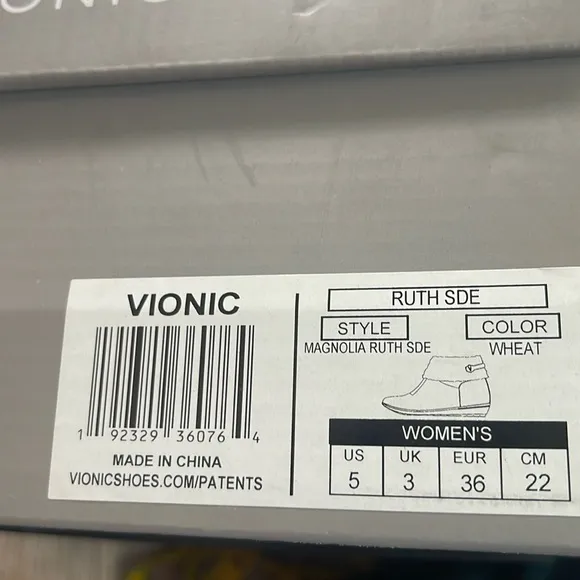 VIONIC
1 92329 36076 4
MADE IN CHINA
VIONICSHOES.COM/PATENTS
RUTH SDE
STYLE COLOR
MAGNOLIA RUTH SDE WHEAT
WOMEN'S
US UK EUR CM
5 3 36 22